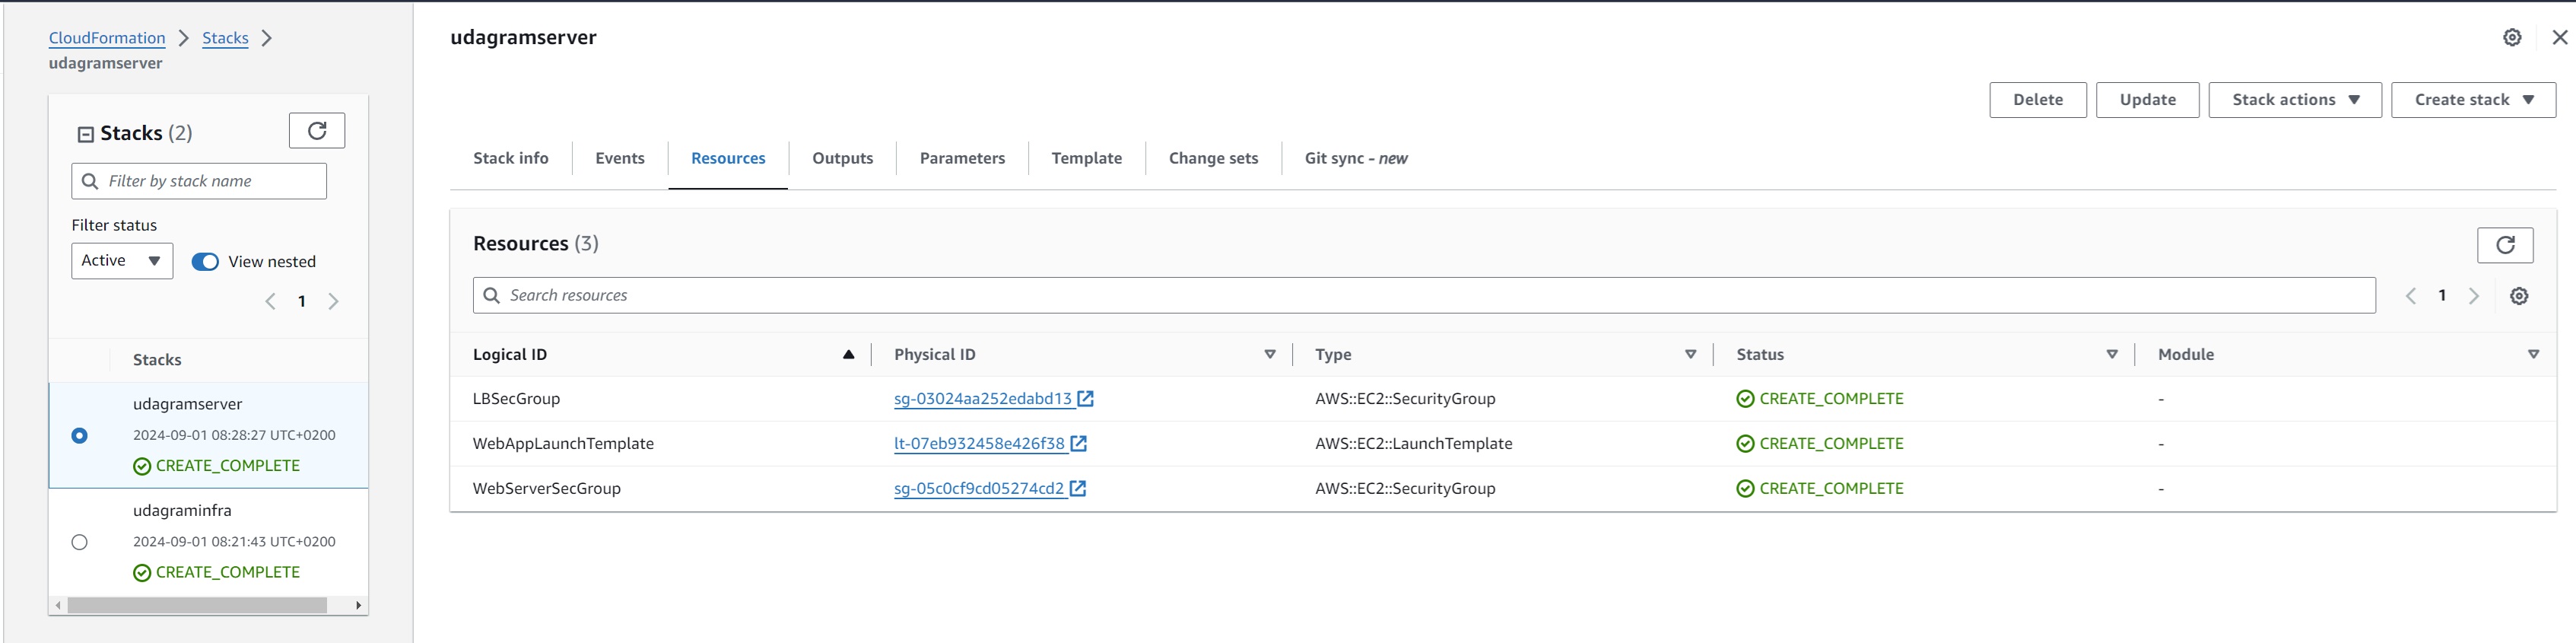 CloudFormation > Stacks >
udagramserver
Stacks (2)
Filter by stack name
Filter status
Active View nested
1
Stacks
udagramserver
2024-09-01 08:28:27 UTC+0200
CREATE_COMPLETE
udagraminfra
2024-09-01 08:21:43 UTC+0200
CREATE_COMPLETE
udagramserver
Delete Update Stack actions Create stack
Stack info Events Resources Outputs Parameters Template Change sets Git sync - new
Resources (3)
Search resources
1
Logical ID Physical ID Type Status Module
LBSecGroup sg-03024aa252edabd13 AWS::EC2::SecurityGroup CREATE_COMPLETE -
WebAppLaunchTemplate lt-07eb932458e426f38 AWS::EC2::LaunchTemplate CREATE_COMPLETE -
WebServerSecGroup sg-05c0cf9cd05274cd2 AWS::EC2::SecurityGroup CREATE_COMPLETE -